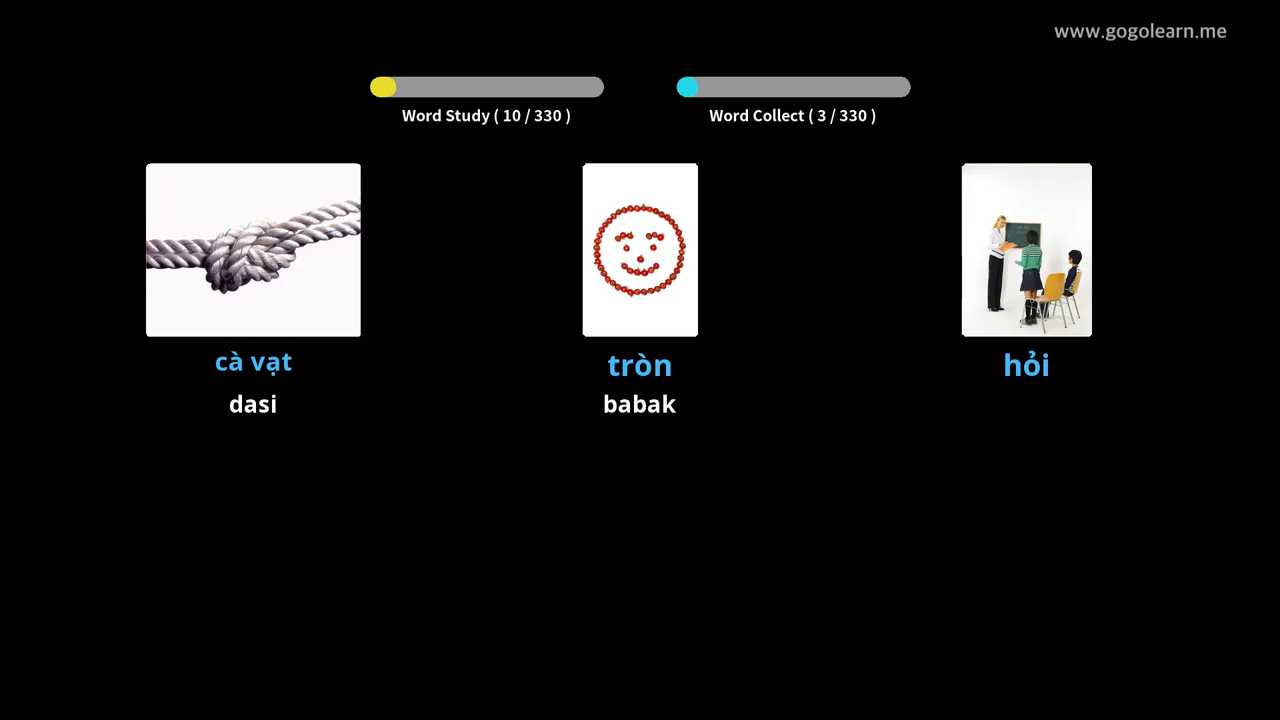 www.gogolearn.me
Word Study ( 10 / 330 )
Word Collect ( 3 / 330 )
cà vạt
tròn
hỏi
dasi
babak